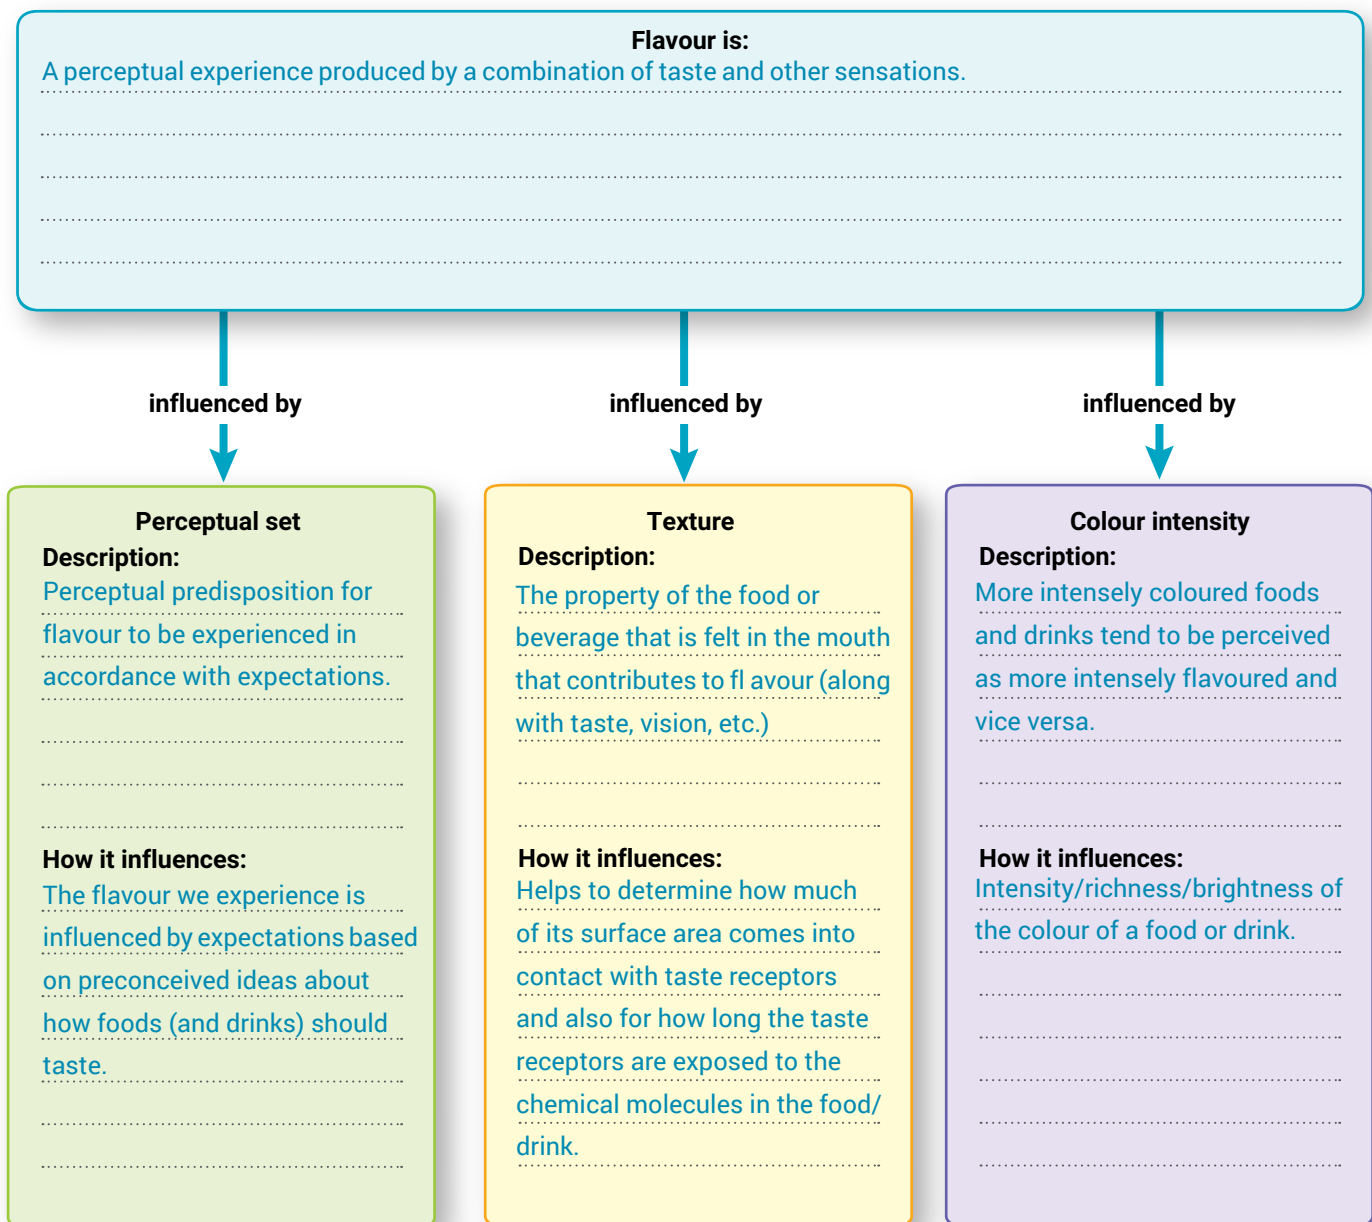 Flavour is:
A perceptual experience produced by a combination of taste and other sensations.
influenced by
influenced by
influenced by
Perceptual set
Description:
Perceptual predisposition for
flavour to be experienced in
accordance with expectations.
How it influences:
The flavour we experience is
influenced by expectations based
on preconceived ideas about
how foods (and drinks) should
taste.
Texture
Description:
The property of the food or
beverage that is felt in the mouth
that contributes to fl avour (along
with taste, vision, etc.)
How it influences:
Helps to determine how much
of its surface area comes into
contact with taste receptors
and also for how long the taste
receptors are exposed to the
chemical molecules in the food/
drink.
Colour intensity
Description:
More intensely coloured foods
and drinks tend to be perceived
as more intensely flavoured and
vice versa.
How it influences:
Intensity/richness/brightness of
the colour of a food or drink.